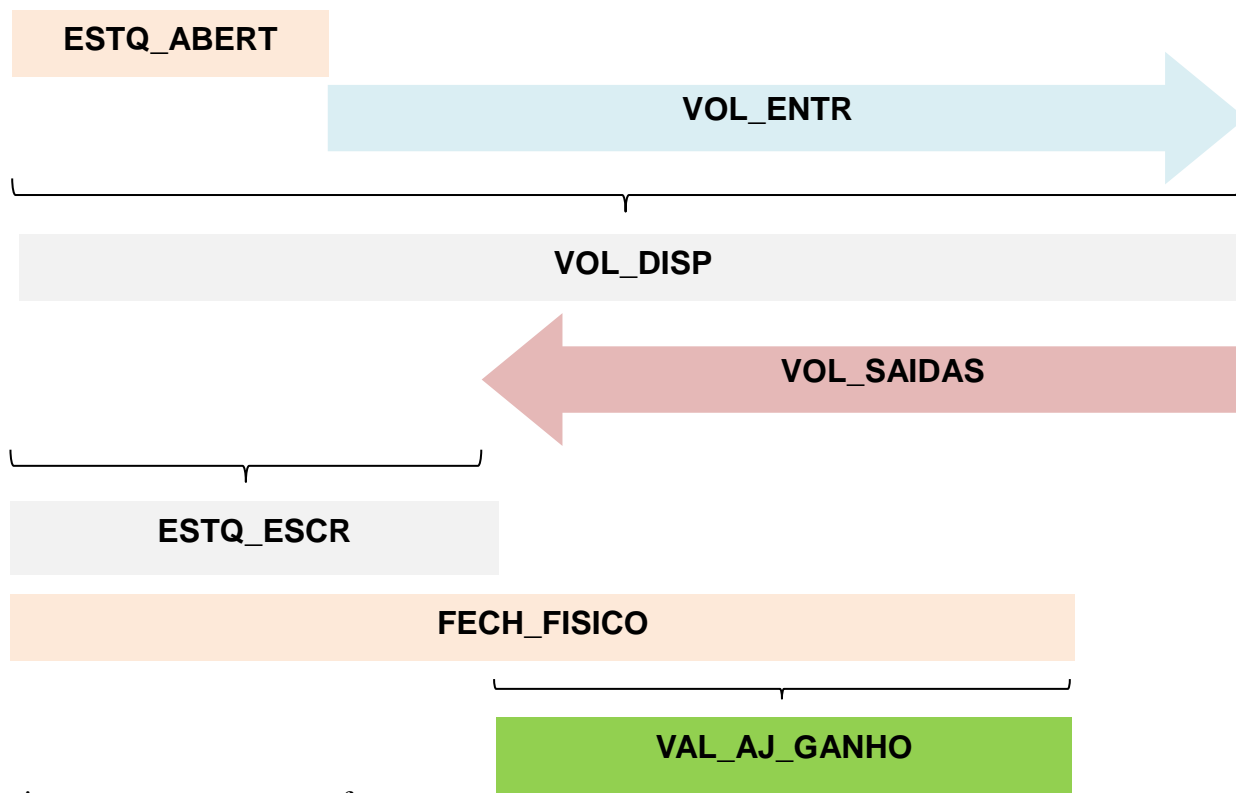 ESTQ_ABERT
VOL_ENTR
VOL_DISP
VOL_SAIDAS
ESTQ_ESCR
FECH_FISICO
VAL_AJ_GANHO